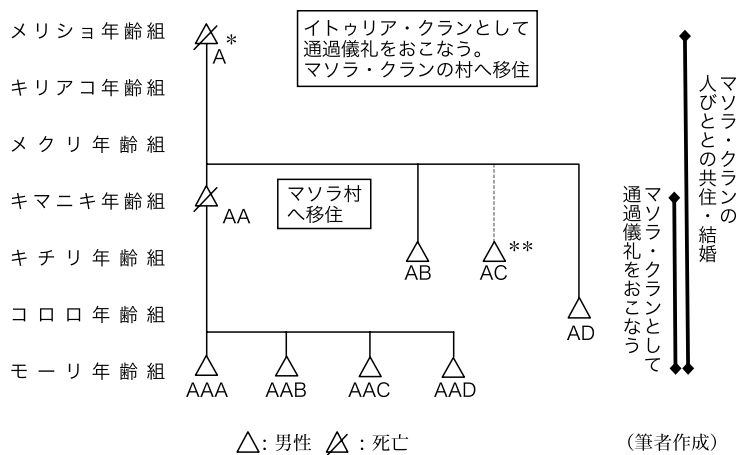 メリショ年齢組
A
*
イトゥリア・クランとして
通過儀礼をおこなう。
マソラ・クランの村へ移住
キリアコ年齢組
メクリ年齢組
キマニキ年齢組
AA
マソラ村
へ移住
キチリ年齢組
AB
AC
**
コロロ年齢組
AD
モーリ年齢組
AAA
AAB
AAC
AAD
マソラ・クランの
人びととの共住・結婚
マソラ・クランとして
通過儀礼をおこなう
：男性
：死亡
（筆者作成）